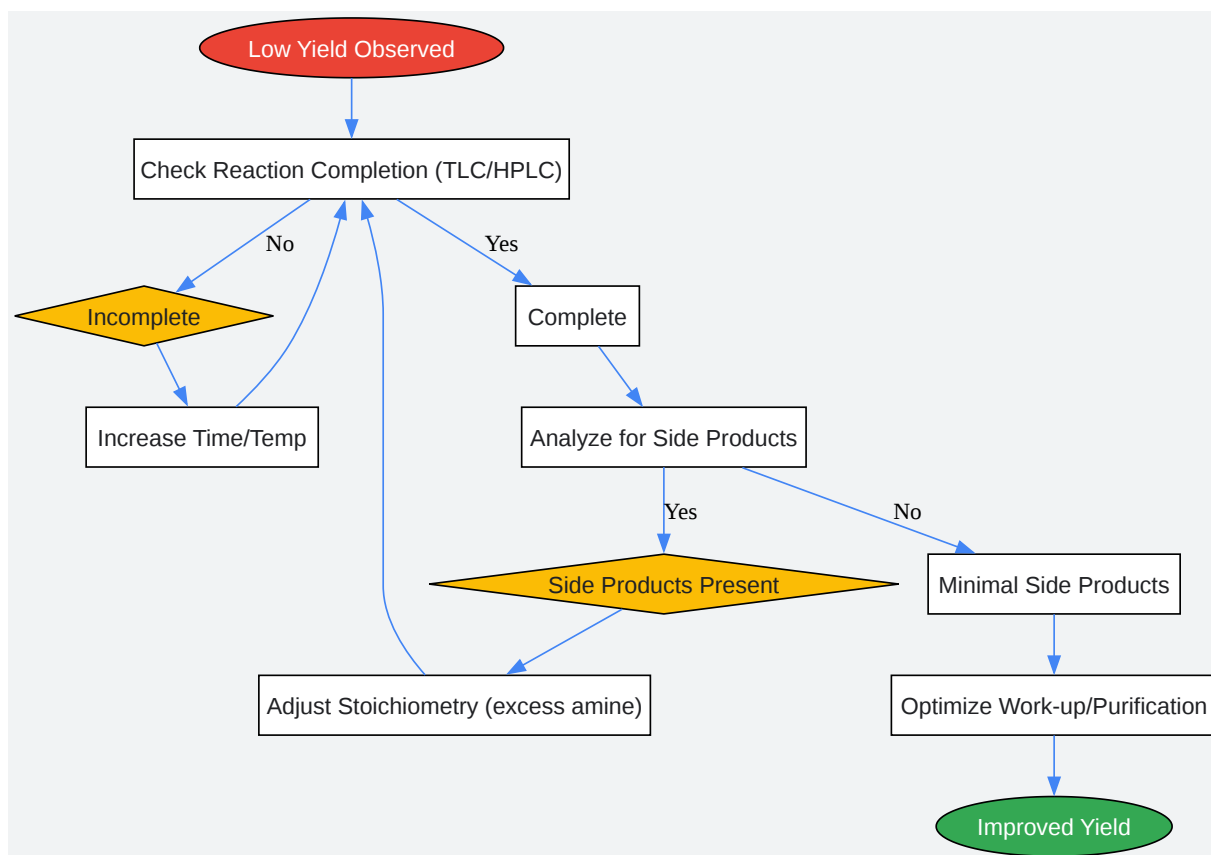 Low Yield Observed
Check Reaction Completion (TLC/HPLC)
No
Yes
Incomplete
Complete
Increase Time/Temp
Analyze for Side Products
Yes
No
Side Products Present
Minimal Side Products
Adjust Stoichiometry (excess amine)
Optimize Work-up/Purification
Improved Yield